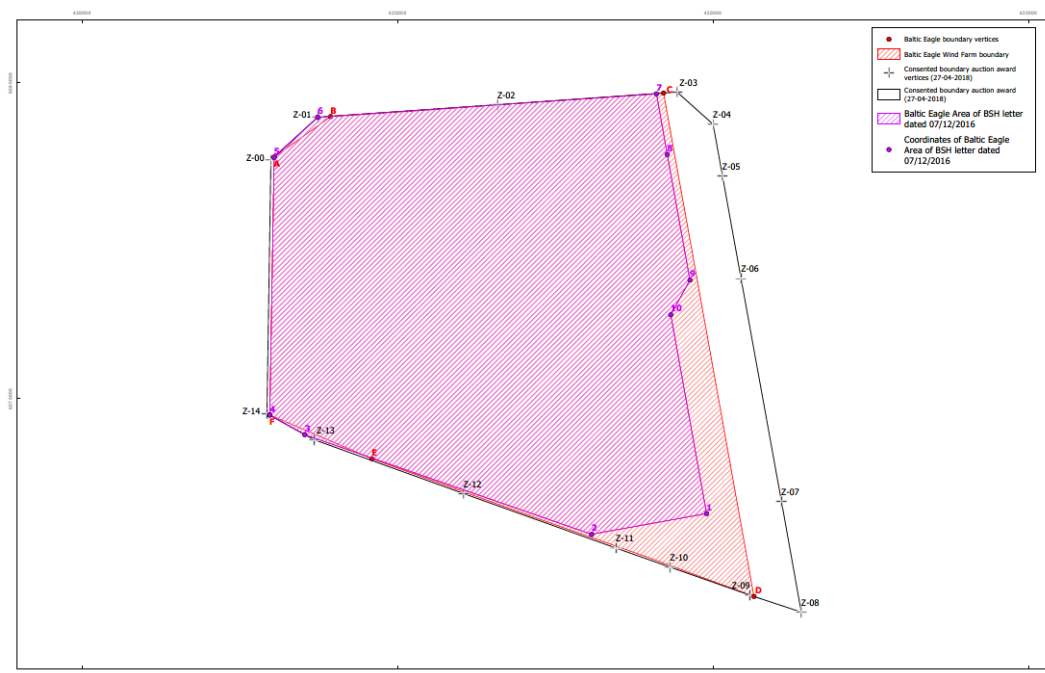 Baltic Eagle boundary vertices
Baltic Eagle Wind Farm boundary
Consented boundary auction award
vertices (27-04-2018)
Consented boundary auction award
(27-04-2018)
Baltic Eagle Area of BSH letter
dated 07/12/2016
Coordinates of Baltic Eagle
Area of BSH letter dated
07/12/2016
7
C
Z-03
Z-02
6
B
Z-01
Z-04
5
A
Z-00
8
Z-05
9
Z-06
10
Z-14
4
F
3
Z-13
E
Z-12
Z-07
1
2
Z-11
Z-10
Z-09
D
Z-08